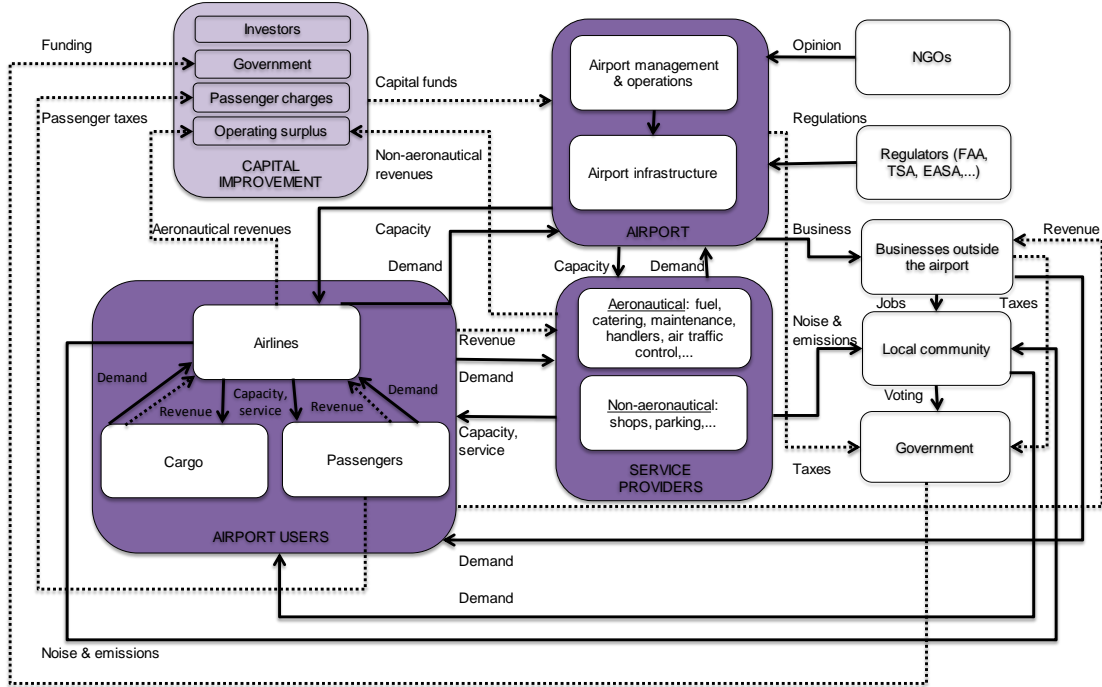 Funding
Investors
Government
Passenger charges
Operating surplus
CAPITAL
IMPROVEMENT
Passenger taxes
Capital funds
Non-aeronautical
revenues
Aeronautical revenues
Airport management
& operations
Airport infrastructure
AIRPORT
Opinion
NGOs
Regulations
Regulators (FAA,
TSA, EASA,...)
Capacity
Demand
Capacity
Demand
Business
Businesses outside
the airport
Revenue
Jobs
Taxes
Aeronautical: fuel,
catering, maintenance,
handlers, air traffic
control,...
Non-aeronautical:
shops, parking,...
SERVICE
PROVIDERS
Noise &
emissions
Local community
Voting
Government
Taxes
Revenue
Demand
Capacity,
service
Airlines
Demand
Revenue
Capacity,
service
Revenue
Demand
Cargo
Passengers
AIRPORT USERS
Demand
Demand
Noise & emissions